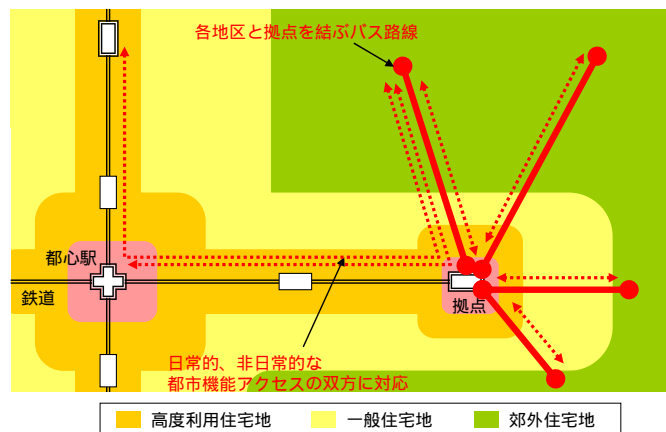 各地区と拠点を結ぶバス路線
都心駅
鉄道
拠点
日常的、非日常的な
都市機能アクセスの双方に対応
高度利用住宅地
一般住宅地
郊外住宅地